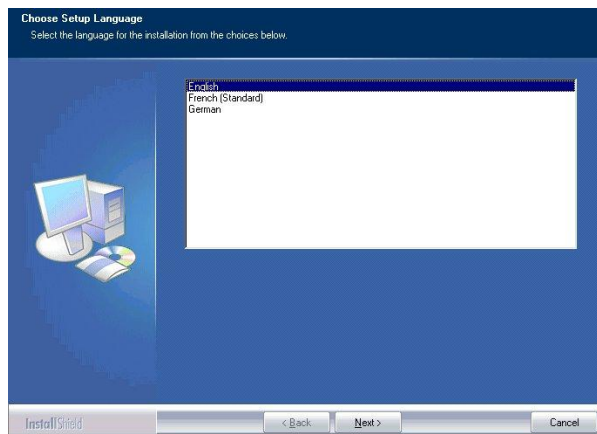 Choose Setup Language
Select the language for the installation from the choices below.
English
French (Standard)
German
InstallShield
< Back
Next >
Cancel